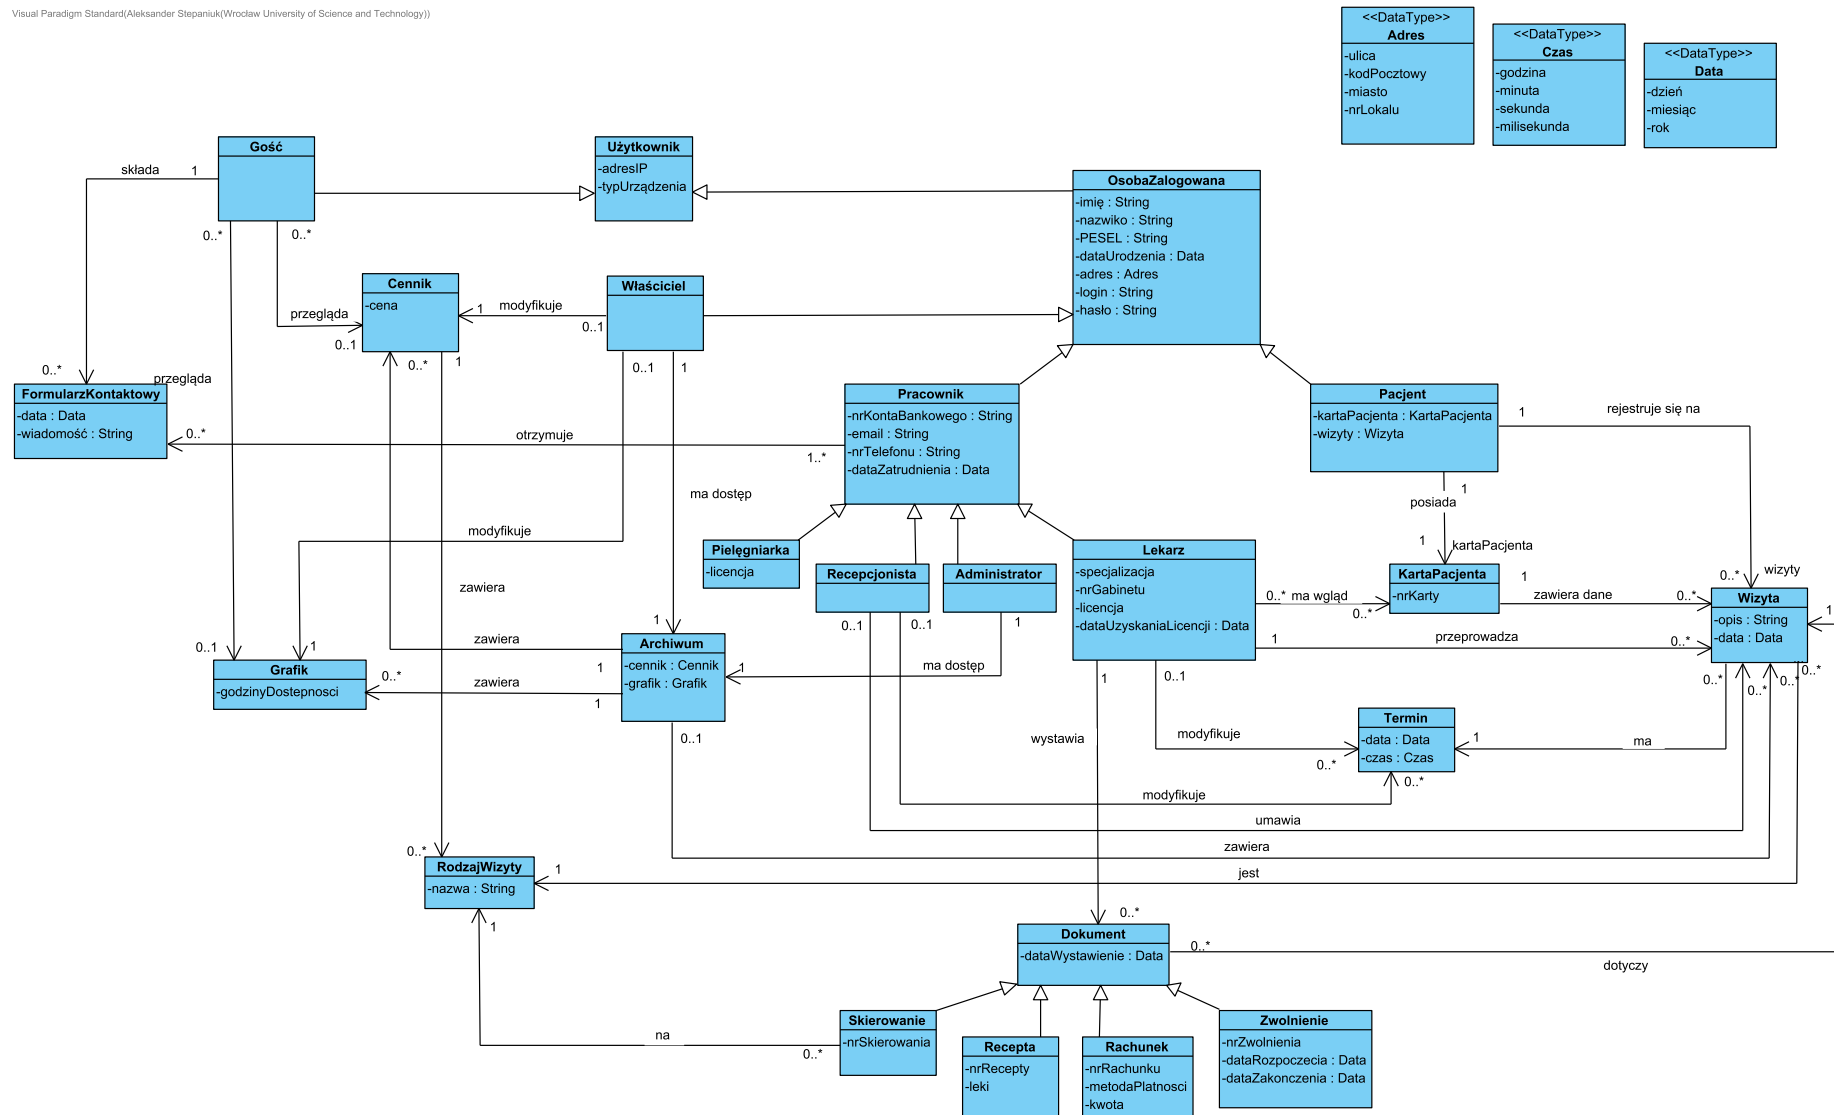 Visual Paradigm Standard(Aleksander Stepaniuk(Wrocław University of Science and Technology))
<<DataType>>
Adres
-ulica
-kodPocztowy
-miasto
-nrLokalu
<<DataType>>
Czas
-godzina
-minuta
-sekunda
-milisekunda
<<DataType>>
Data
-dzień
-miesiąc
-rok
Gość
składa
1
0..*
0..*
Użytkownik
-adresIP
-typUrządzenia
OsobaZalogowana
-imię : String
-nazwiko : String
-PESEL : String
-dataUrodzenia : Data
-adres : Adres
-login : String
-hasło : String
Cennik
-cena
przegląda
0..1
1
modyfikuje
0..1
0..*
1
Właściciel
0..1
1
0..*
przegląda
FormularzKontaktowy
-data : Data
-wiadomość : String
0..*
otrzymuje
1..*
Pracownik
-nrKontaBankowego : String
-email : String
-nrTelefonu : String
-dataZatrudnienia : Data
Pacjent
-kartaPacjenta : KartaPacjenta
-wizyty : Wizyta
1
rejestruje się na
1
posiada
1
kartaPacjenta
ma dostęp
modyfikuje
Pielęgniarka
-licencja
Recepcjonista
0..1
0..1
Administrator
1
Lekarz
-specjalizacja
-nrGabinetu
-licencja
-dataUzyskaniaLicencji : Data
0..*
ma wgląd
0..*
KartaPacjenta
-nrKarty
1
zawiera dane
0..*
0..*
wizyty
Wizyta
-opis : String
-data : Data
1
1
przeprowadza
0..*
zawiera
zawiera
1
1
Archiwum
-cennik : Cennik
-grafik : Grafik
1
ma dostęp
0..1
1
Grafik
-godzinyDostepnosci
0..*
zawiera
1
0..1
1
0..1
wystawia
modyfikuje
0..*
Termin
-data : Data
-czas : Czas
1
ma
0..*
0..*
0..*
0..*
0..*
modyfikuje
umawia
zawiera
0..*
RodzajWizyty
-nazwa : String
1
jest
1
0..*
Dokument
-dataWystawienie : Data
0..*
dotyczy
Skierowanie
-nrSkierowania
na
0..*
Recepta
-nrRecepty
-leki
Rachunek
-nrRachunku
-metodaPlatnosci
-kwota
Zwolnienie
-nrZwolnienia
-dataRozpoczecia : Data
-dataZakonczenia : Data